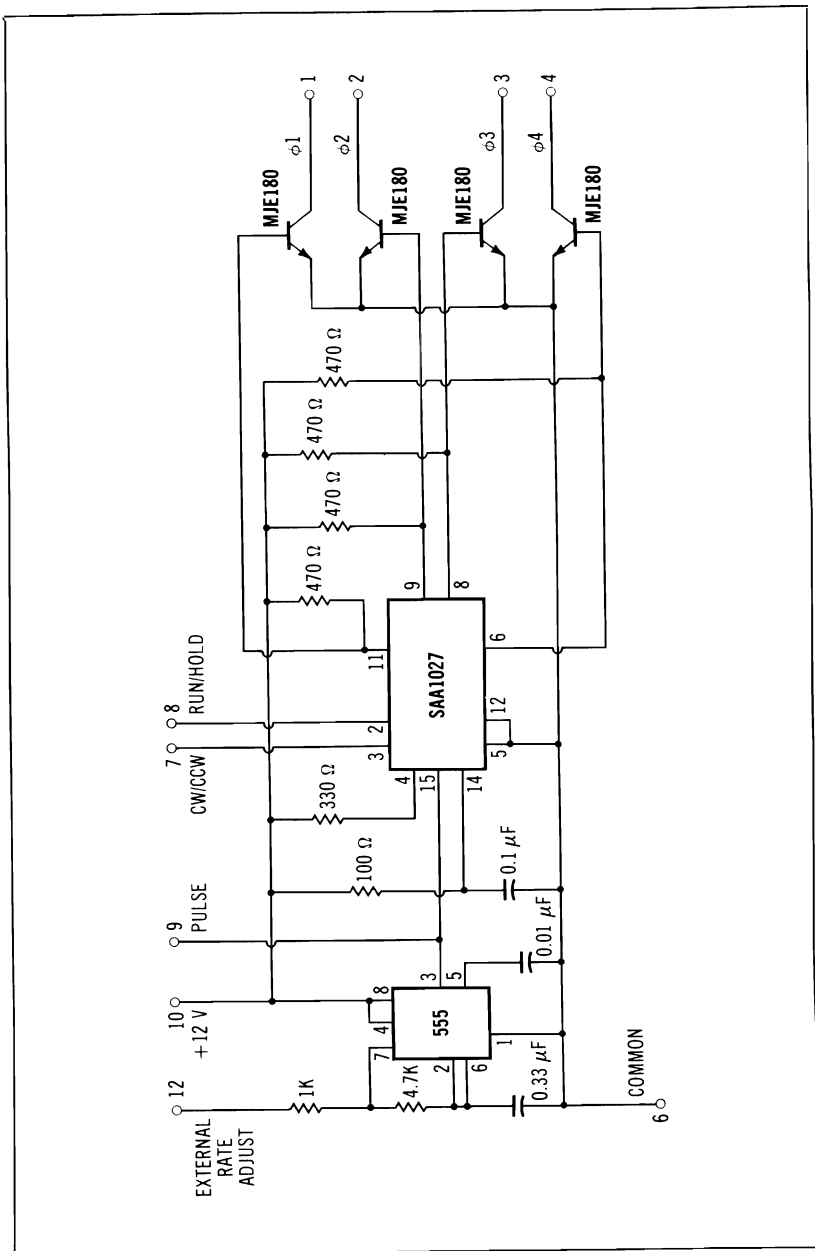 1
2
3
4
φ1
φ2
φ3
φ4
MJE180
MJE180
MJE180
MJE180
470 Ω
470 Ω
470 Ω
470 Ω
8
RUN/HOLD
7
CW/CCW
9
PULSE
10
+12 V
12
EXTERNAL
RATE
ADJUST
330 Ω
100 Ω
1K
4.7K
SAA1027
11
9
8
6
2
3
4
15
14
5
12
555
3
5
8
4
7
2
6
1
0.1 μF
0.01 μF
0.33 μF
COMMON
6